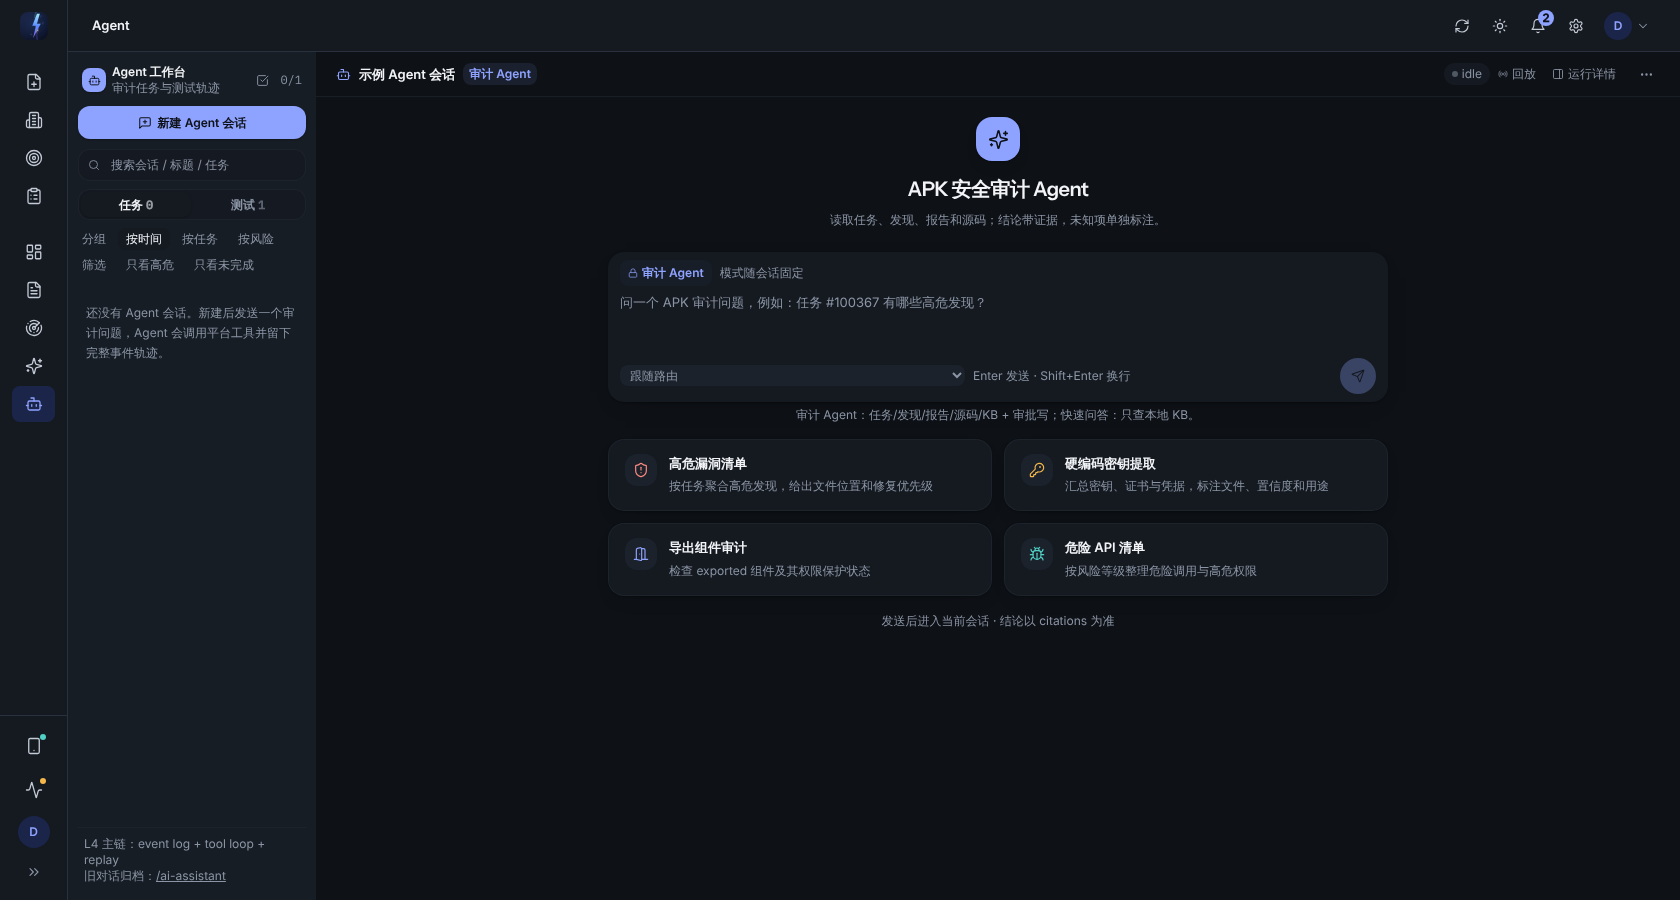 Agent
2
D
Agent 工作台
审计任务与测试轨迹
0/1
新建 Agent 会话
搜索会话 / 标题 / 任务
任务 0
测试 1
分组 按时间 按任务 按风险
筛选 只看高危 只看未完成
还没有 Agent 会话。新建后发送一个审
计问题，Agent 会调用平台工具并留下
完整事件轨迹。
L4 主链：event log + tool loop +
replay
旧对话归档：/ai-assistant
D
示例 Agent 会话 审计 Agent
idle 回放 运行详情
APK 安全审计 Agent
读取任务、发现、报告和源码；结论带证据，未知项单独标注。
审计 Agent 模式随会话固定
问一个 APK 审计问题，例如：任务 #100367 有哪些高危发现？
跟随路由
Enter 发送 · Shift+Enter 换行
审计 Agent：任务/发现/报告/源码/KB + 审批写；快速问答：只查本地 KB。
高危漏洞清单
按任务聚合高危发现，给出文件位置和修复优先级
硬编码密钥提取
汇总密钥、证书与凭据，标注文件、置信度和用途
导出组件审计
检查 exported 组件及其权限保护状态
危险 API 清单
按风险等级整理危险调用与高危权限
发送后进入当前会话 · 结论以 citations 为准